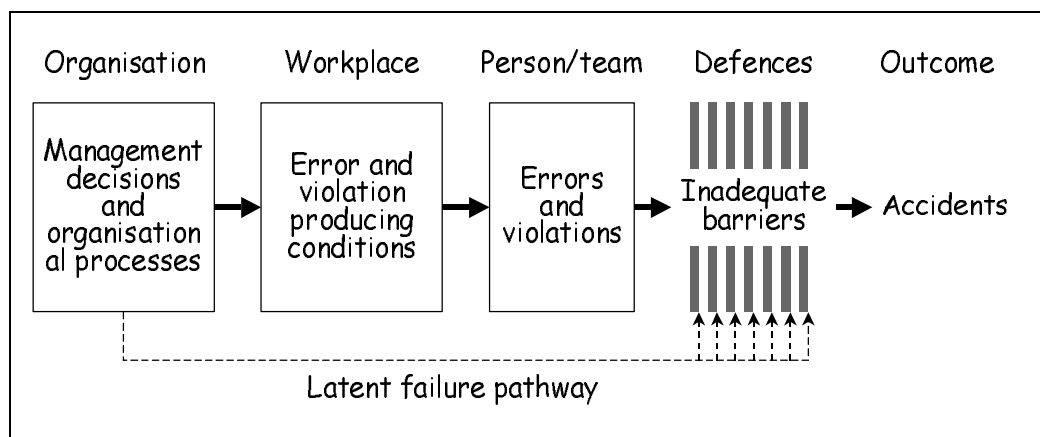 Organisation
Workplace
Person/team
Defences
Outcome
Management
decisions
and
organisation
al processes
Error and
violation
producing
conditions
Errors
and
violations
Inadequate
barriers
Accidents
Latent failure pathway